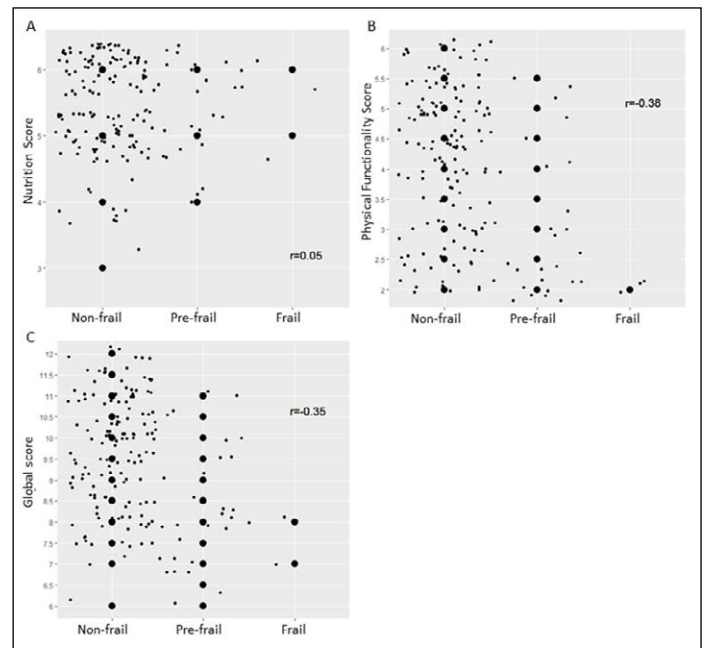 A
Nutrition Score
6
5
4
3
r=0.05
Non-frail Pre-frail Frail
B
Physical Functionality Score
6
5.5
5
4.5
4
3.5
3
2.5
2
r=-0.38
Non-frail Pre-frail Frail
C
Global score
12
11.5
11
10.5
10
9.5
9
8.5
8
7.5
7
6.5
6
r=-0.35
Non-frail Pre-frail Frail